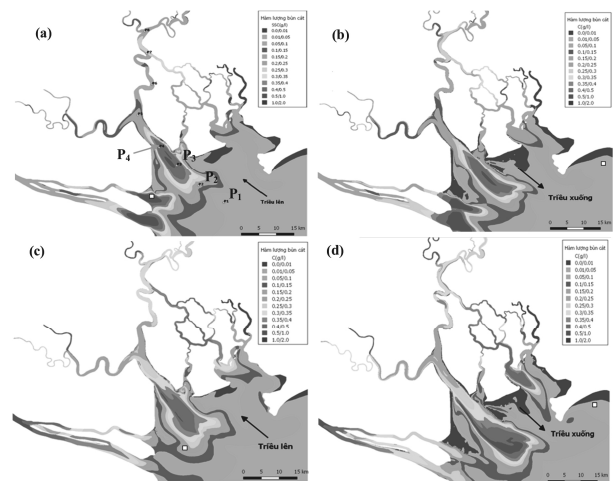 (a)
Hàm lượng bùn cát
SSC(g/l)
0.0/0.01
0.01/0.05
0.05/0.1
0.1/0.15
0.15/0.2
0.2/0.25
0.25/0.3
0.3/0.35
0.35/0.4
0.4/0.5
0.5/1.0
1.0/2.0
P4
P3
P2
P1
Triều lên
0 5 10 15 km
(b)
Hàm lượng bùn cát
C(g/l)
0.0/0.01
0.01/0.05
0.05/0.1
0.1/0.15
0.15/0.2
0.2/0.25
0.25/0.3
0.3/0.35
0.35/0.4
0.4/0.5
0.5/1.0
1.0/2.0
Triều xuống
0 5 10 15 km
(c)
Hàm lượng bùn cát
C(g/l)
0.0/0.01
0.01/0.05
0.05/0.1
0.1/0.15
0.15/0.2
0.2/0.25
0.25/0.3
0.3/0.35
0.35/0.4
0.4/0.5
0.5/1.0
1.0/2.0
Triều lên
0 5 10 15 km
(d)
Hàm lượng bùn cát
C(g/l)
0.0/0.01
0.01/0.05
0.05/0.1
0.1/0.15
0.15/0.2
0.2/0.25
0.25/0.3
0.3/0.35
0.35/0.4
0.4/0.5
0.5/1.0
1.0/2.0
Triều xuống
0 5 10 15 km